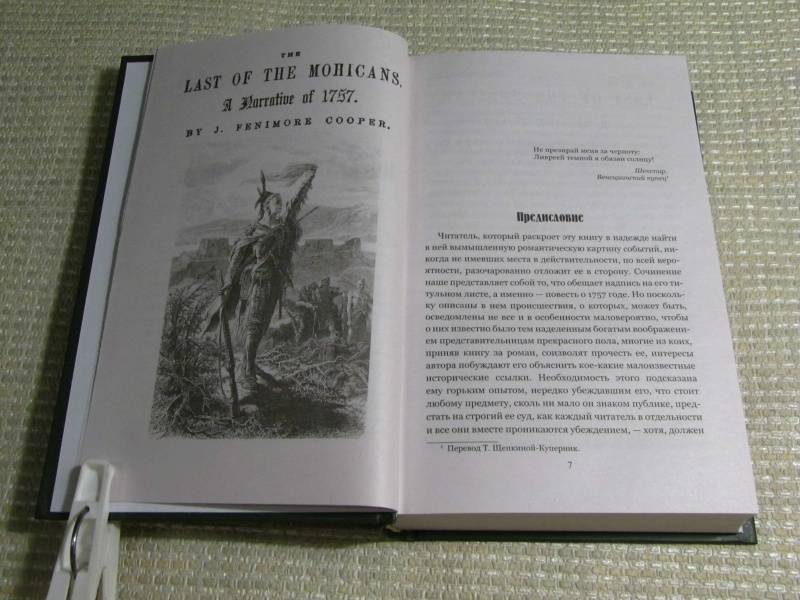 THE
LAST OF THE MOHICANS.
A Narrative of 1757.
BY J. FENIMORE COOPER.
Не презирай меня за черноту:
Ливреей темной я обязан солнцу!
Шекспир.
Венецианский купец¹
Предисловие
Читатель, который раскроет эту книгу в надежде найти
в ней вымышленную романтическую картину событий, ни-
когда не имевших места в действительности, по всей веро-
ятности, разочарованно отложит ее в сторону. Сочинение
наше представляет собой то, что обещает надпись на его ти-
тульном листе, а именно — повесть о 1757 годе. Но посколь-
ку описаны в нем происшествия, о которых, может быть,
осведомлены не все и в особенности маловероятно, чтобы
о них известно было тем наделенным богатым воображени-
ем представительницам прекрасного пола, многие из коих,
приняв книгу за роман, соизволят прочесть ее, интересы
автора побуждают его объяснить кое-какие малоизвестные
исторические ссылки. Необходимость этого подсказана
ему горьким опытом, нередко убеждавшим его, что стоит
любому предмету, сколь ни мало он знаком публике, пред-
стать на строгий ее суд, как каждый читатель в отдельности
и все они вместе проникаются убеждением, — хотя, должен
¹ Перевод Т. Щепкиной-Куперник.
7